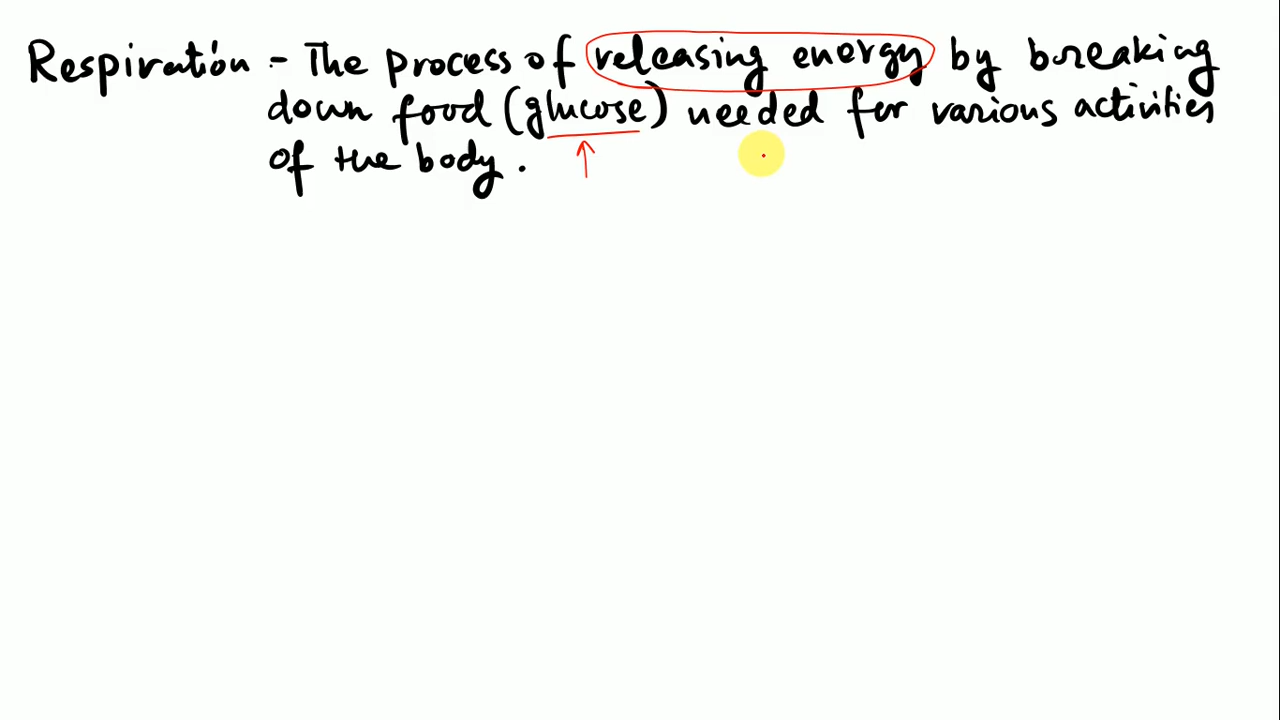 Respiration - The process of releasing energy by breaking
down food (glucose) needed for various activities
of the body.